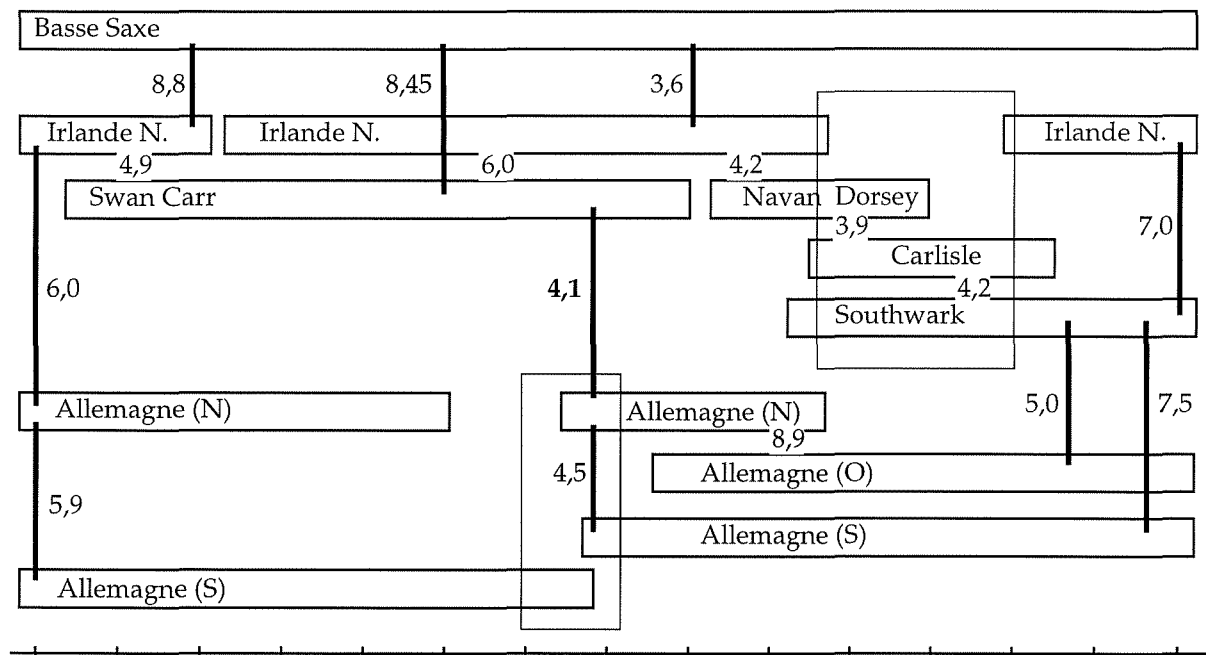 Basse Saxe
8,8 8,45 3,6
Irlande N. Irlande N. Irlande N.
4,9 6,0 4,2
Swan Carr Navan Dorsey
3,9 7,0
Carlisle
6,0 4,1 4,2
Southwark
Allemagne (N) Allemagne (N) 5,0 7,5
8,9
4,5 Allemagne (O)
5,9
Allemagne (S)
Allemagne (S)